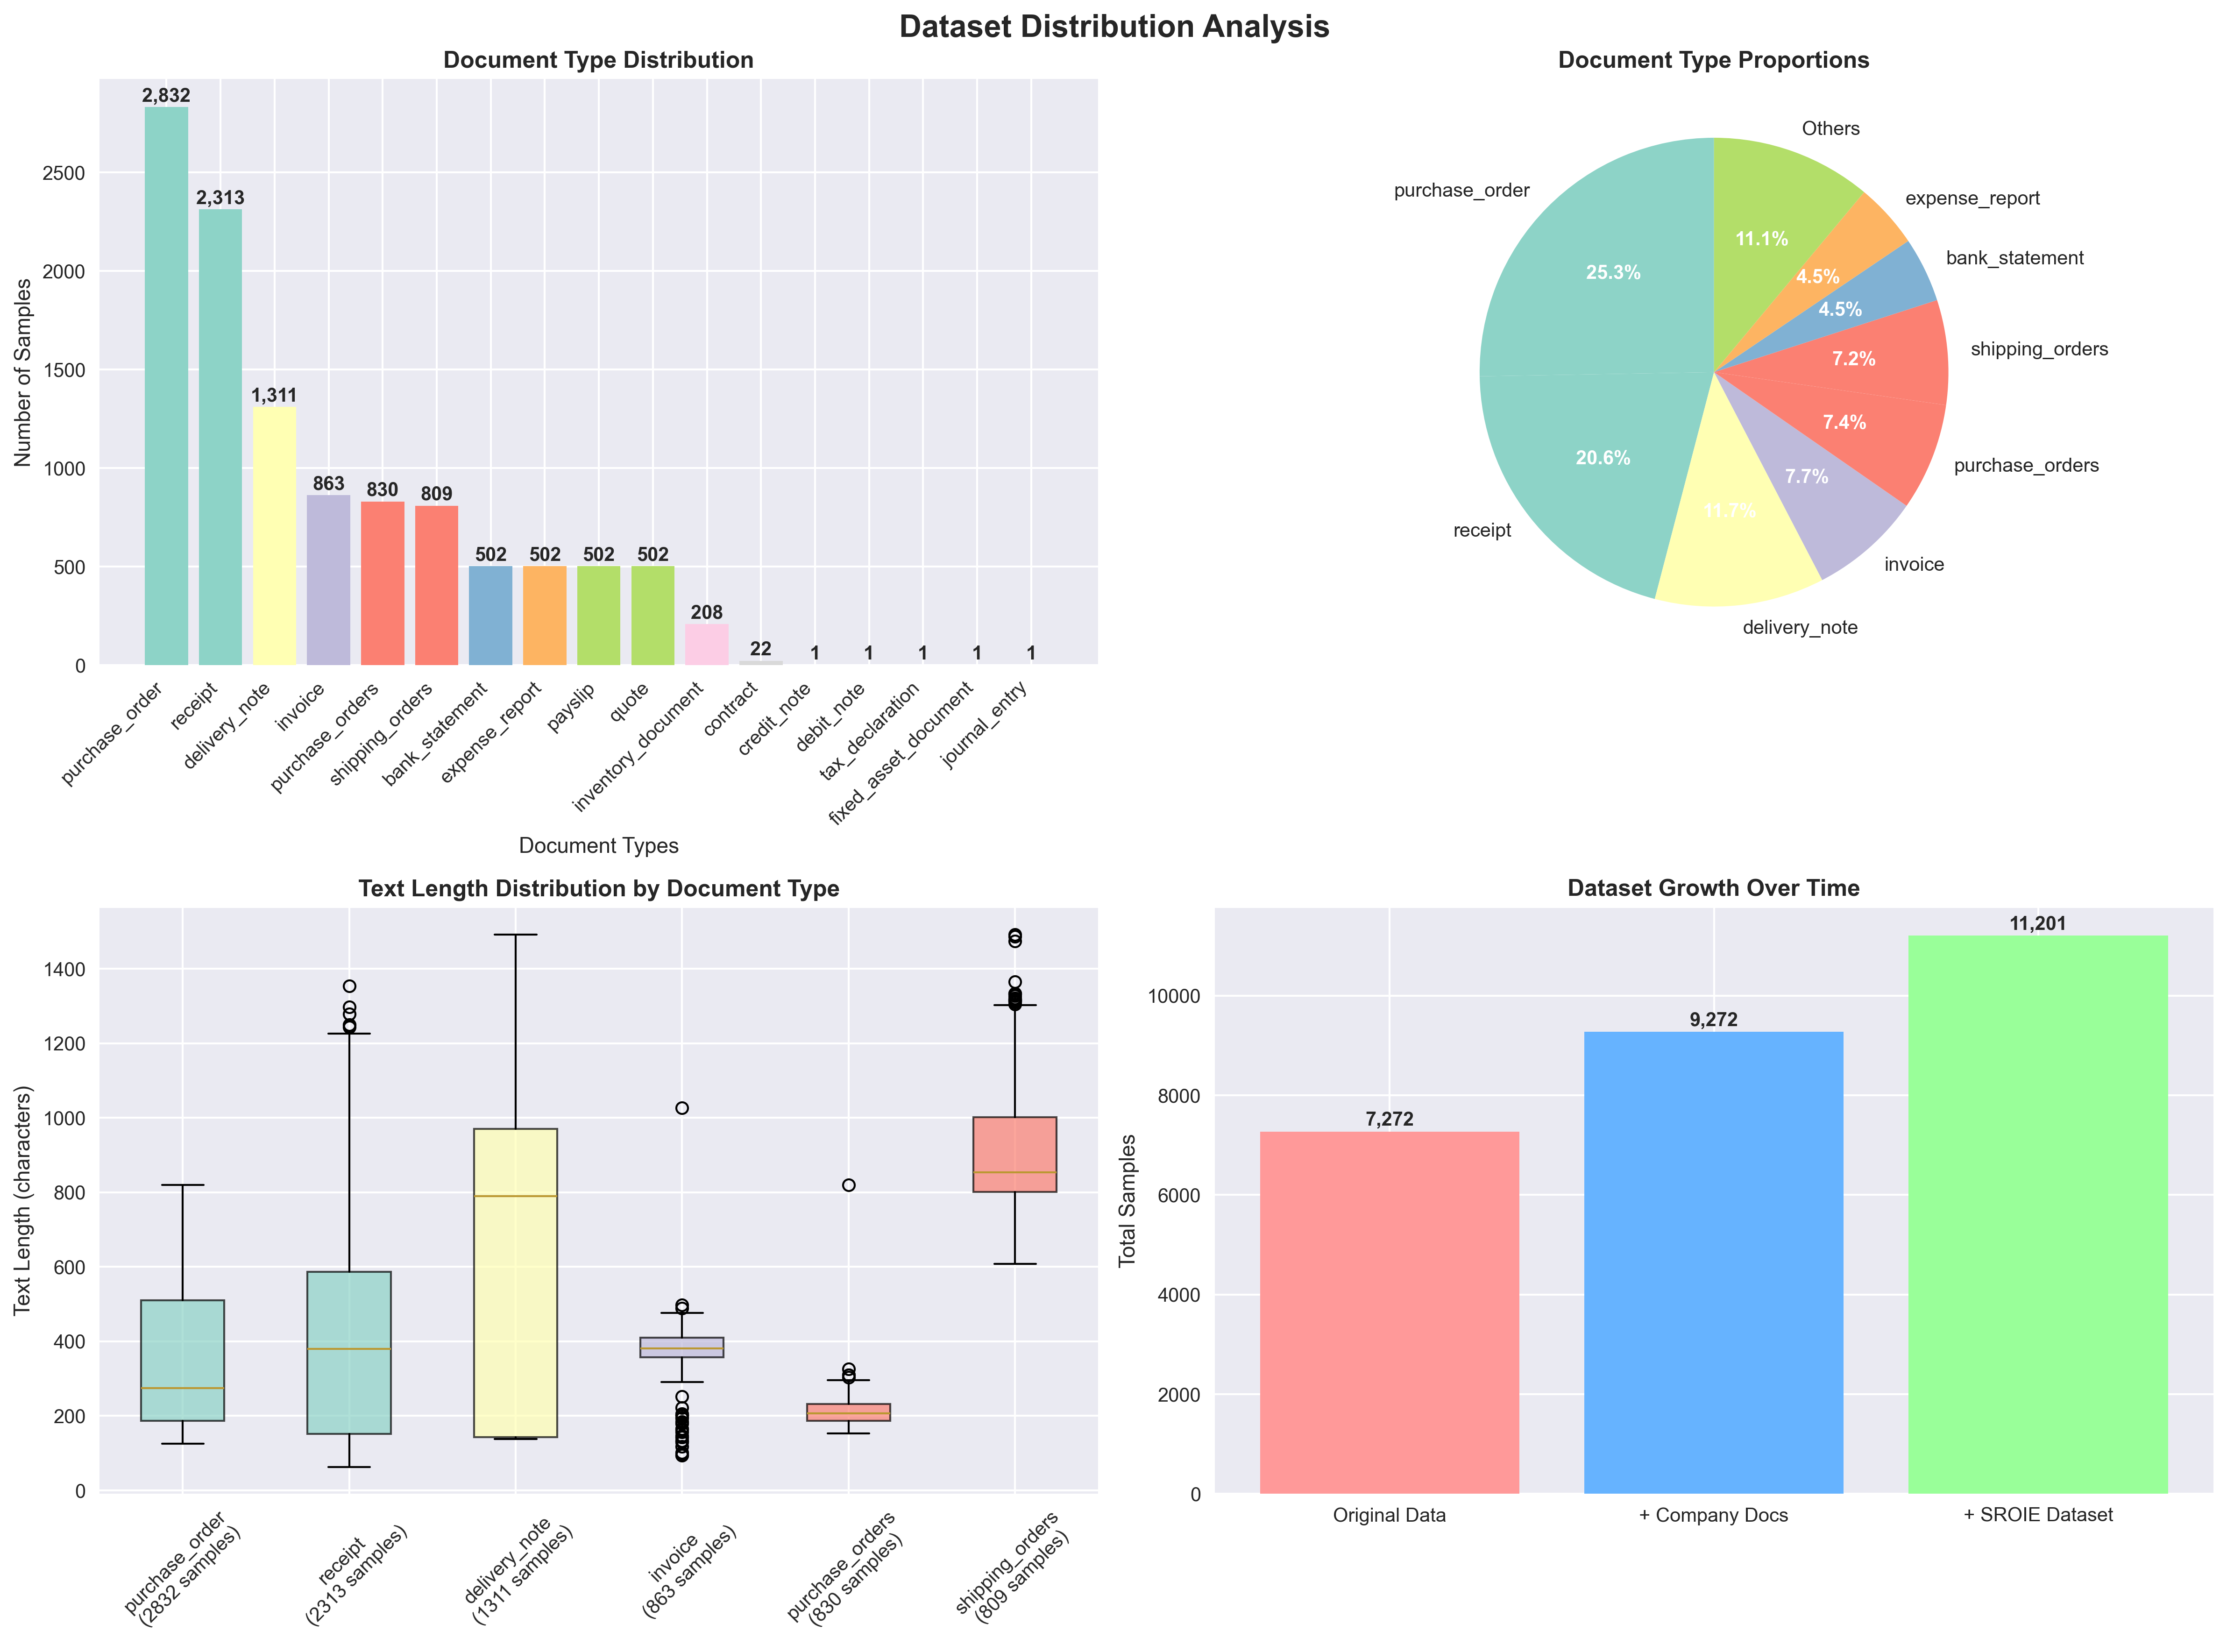 Dataset Distribution Analysis
Document Type Distribution
Number of Samples
2500
2000
1500
1000
500
0
2,832
2,313
1,311
863
830
809
502
502
502
502
208
22
1
1
1
1
1
purchase_order
receipt
delivery_note
invoice
purchase_orders
shipping_orders
bank_statement
expense_report
payslip
quote
inventory_document
contract
credit_note
debit_note
tax_declaration
fixed_asset_document
journal_entry
Document Types
Document Type Proportions
Others
expense_report
bank_statement
shipping_orders
purchase_orders
invoice
delivery_note
receipt
purchase_order
11.1%
4.5%
4.5%
7.2%
7.4%
7.7%
11.7%
20.6%
25.3%
Text Length Distribution by Document Type
Text Length (characters)
1400
1200
1000
800
600
400
200
0
purchase_order
(2832 samples)
receipt
(2313 samples)
delivery_note
(1311 samples)
invoice
(863 samples)
purchase_orders
(830 samples)
shipping_orders
(809 samples)
Dataset Growth Over Time
Total Samples
10000
8000
6000
4000
2000
0
7,272
9,272
11,201
Original Data
+ Company Docs
+ SROIE Dataset